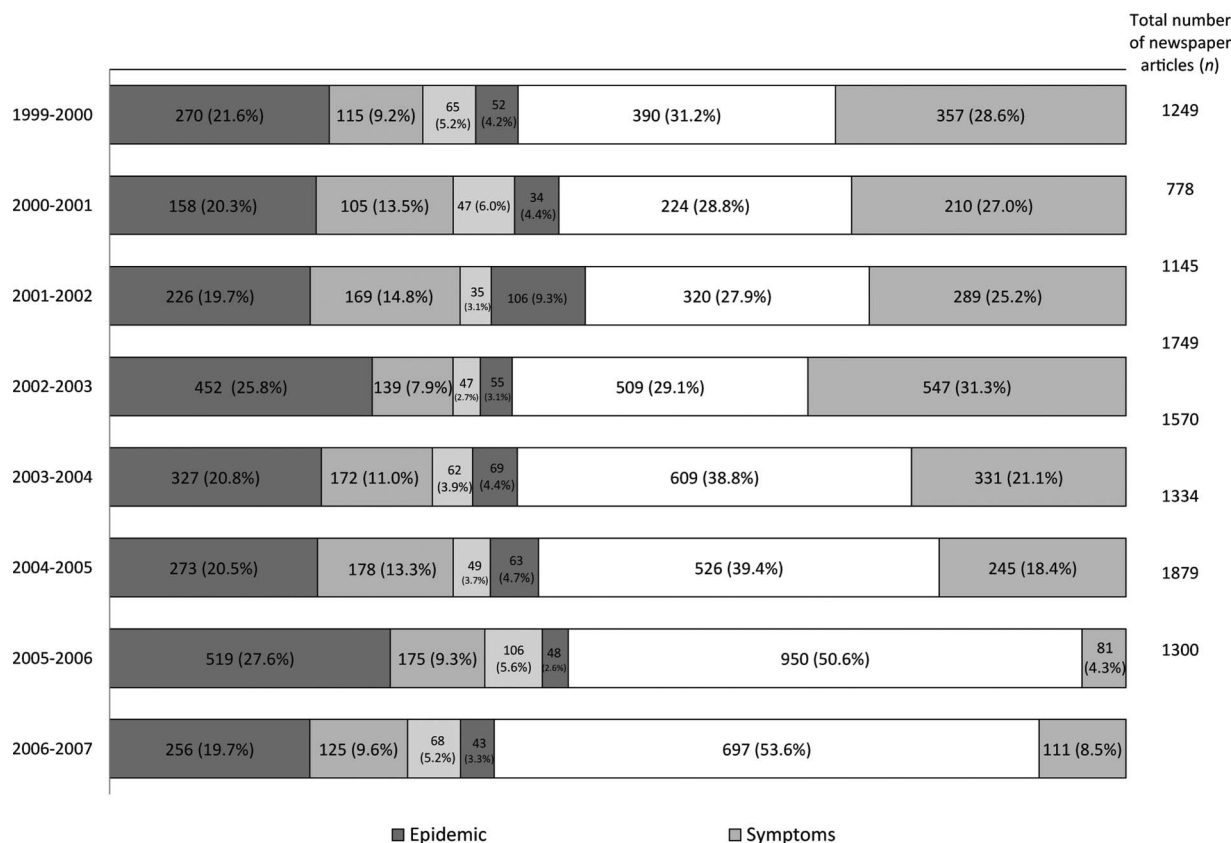 Total number
of newspaper
articles (n)
1999-2000 270 (21.6%) 115 (9.2%) 65 (5.2%) 52 (4.2%) 390 (31.2%) 357 (28.6%) 1249
2000-2001 158 (20.3%) 105 (13.5%) 47 (6.0%) 34 (4.4%) 224 (28.8%) 210 (27.0%) 778
2001-2002 226 (19.7%) 169 (14.8%) 35 (3.1%) 106 (9.3%) 320 (27.9%) 289 (25.2%) 1145
2002-2003 452 (25.8%) 139 (7.9%) 47 (2.7%) 55 (3.1%) 509 (29.1%) 547 (31.3%) 1749
2003-2004 327 (20.8%) 172 (11.0%) 62 (3.9%) 69 (4.4%) 609 (38.8%) 331 (21.1%) 1570
2004-2005 273 (20.5%) 178 (13.3%) 49 (3.7%) 63 (4.7%) 526 (39.4%) 245 (18.4%) 1334
2005-2006 519 (27.6%) 175 (9.3%) 106 (5.6%) 48 (2.6%) 950 (50.6%) 81 (4.3%) 1879
2006-2007 256 (19.7%) 125 (9.6%) 68 (5.2%) 43 (3.3%) 697 (53.6%) 111 (8.5%) 1300
Epidemic Symptoms